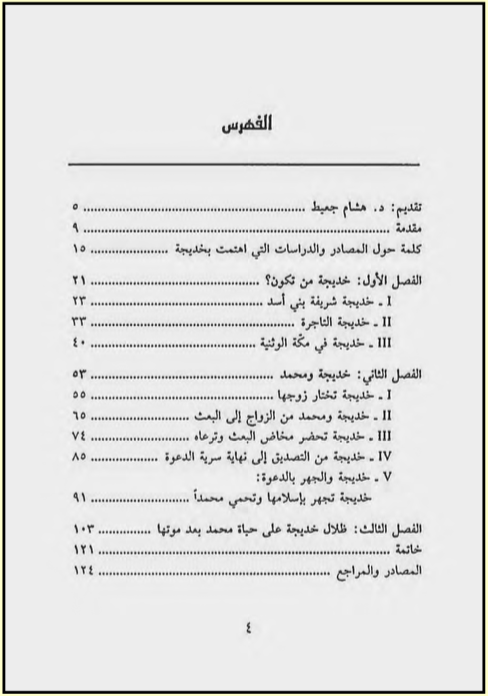 الفهرس
تقديم: د. هشام جعيط ........ ٥
مقدمة ........ ٩
كلمة حول المصادر والدراسات التي اهتمت بخديجة ........ ١٥
الفصل الأول: خديجة من تكون؟ ........ ٢١
I ـ خديجة شريفة بني أسد ........ ٢٣
II ـ خديجة التاجرة ........ ٣٣
III ـ خديجة في مكّة الوثنية ........ ٤٠
الفصل الثاني: خديجة ومحمد ........ ٥٣
I ـ خديجة تختار زوجها ........ ٥٥
II ـ خديجة ومحمد من الزواج إلى البعث ........ ٦٥
III ـ خديجة تحضر مخاض البعث وترعاه ........ ٧٤
IV ـ خديجة من التصديق إلى نهاية سرية الدعوة ........ ٨٥
V ـ خديجة والجهر بالدعوة:
خديجة تجهر بإسلامها وتحمي محمداً ........ ٩١
الفصل الثالث: ظلال خديجة على حياة محمد بعد موتها ........ ١٠٣
خاتمة ........ ١٢١
المصادر والمراجع ........ ١٢٤
٤